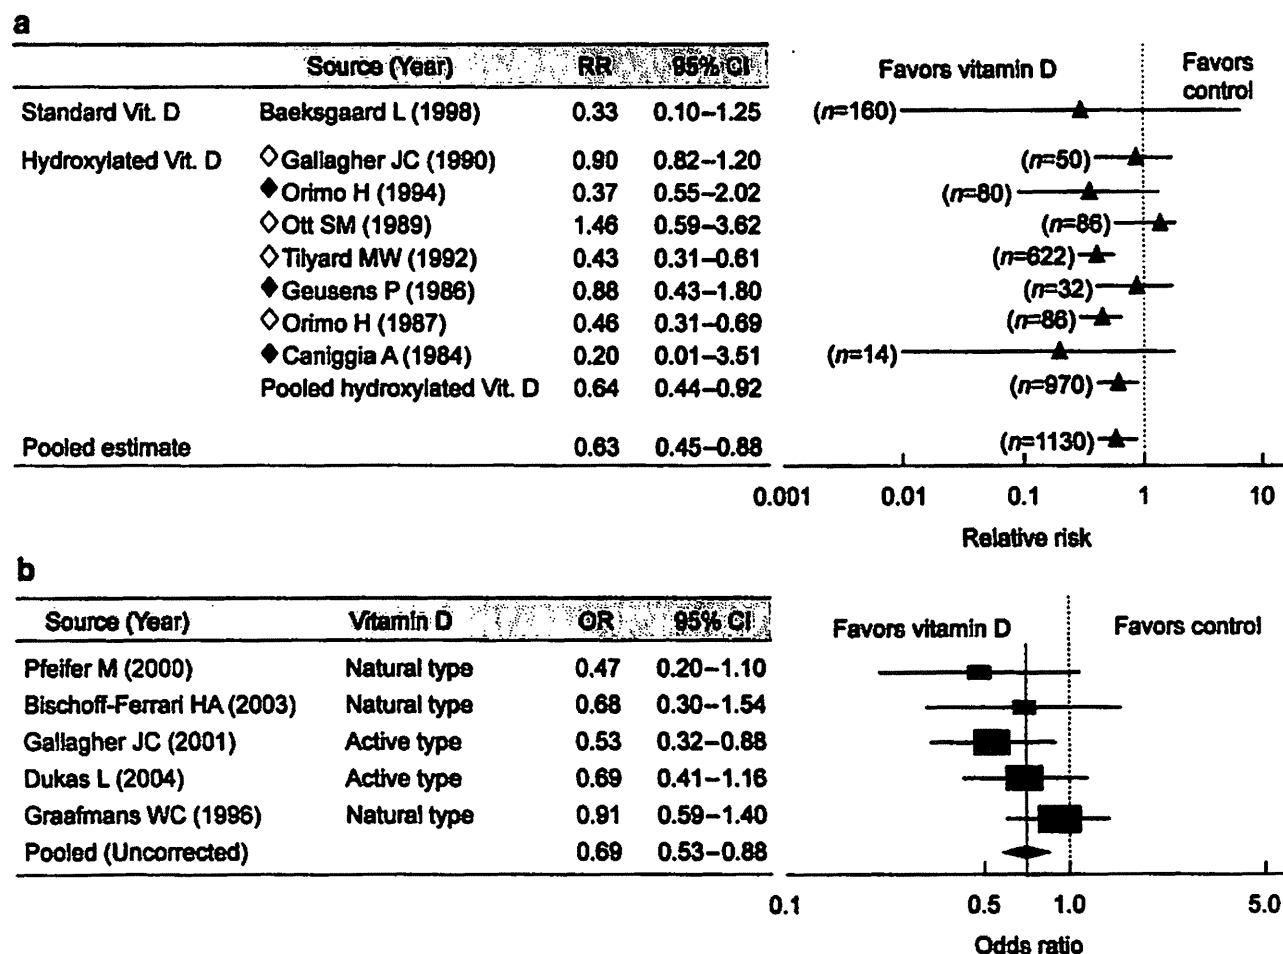 a
Source (Year) RR 95% CI Favors vitamin D Favors control
Standard Vit. D Baeksgaard L (1998) 0.33 0.10–1.25 (n=160)
Hydroxylated Vit. D ◇Gallagher JC (1990) 0.90 0.82–1.20 (n=50)
◆Orimo H (1994) 0.37 0.55–2.02 (n=80)
◇Ott SM (1989) 1.46 0.59–3.62 (n=86)
◇Tilyard MW (1992) 0.43 0.31–0.61 (n=622)
◆Geusens P (1986) 0.88 0.43–1.80 (n=32)
◇Orimo H (1987) 0.46 0.31–0.69 (n=86)
◆Caniggia A (1984) 0.20 0.01–3.51 (n=14)
Pooled hydroxylated Vit. D 0.64 0.44–0.92 (n=970)
Pooled estimate 0.63 0.45–0.88 (n=1130)
0.001 0.01 0.1 1 10
Relative risk
b
Source (Year) Vitamin D OR 95% CI Favors vitamin D Favors control
Pfeifer M (2000) Natural type 0.47 0.20–1.10
Bischoff-Ferrari HA (2003) Natural type 0.68 0.30–1.54
Gallagher JC (2001) Active type 0.53 0.32–0.88
Dukas L (2004) Active type 0.69 0.41–1.16
Graafmans WC (1996) Natural type 0.91 0.59–1.40
Pooled (Uncorrected) 0.69 0.53–0.88
0.1 0.5 1.0 5.0
Odds ratio